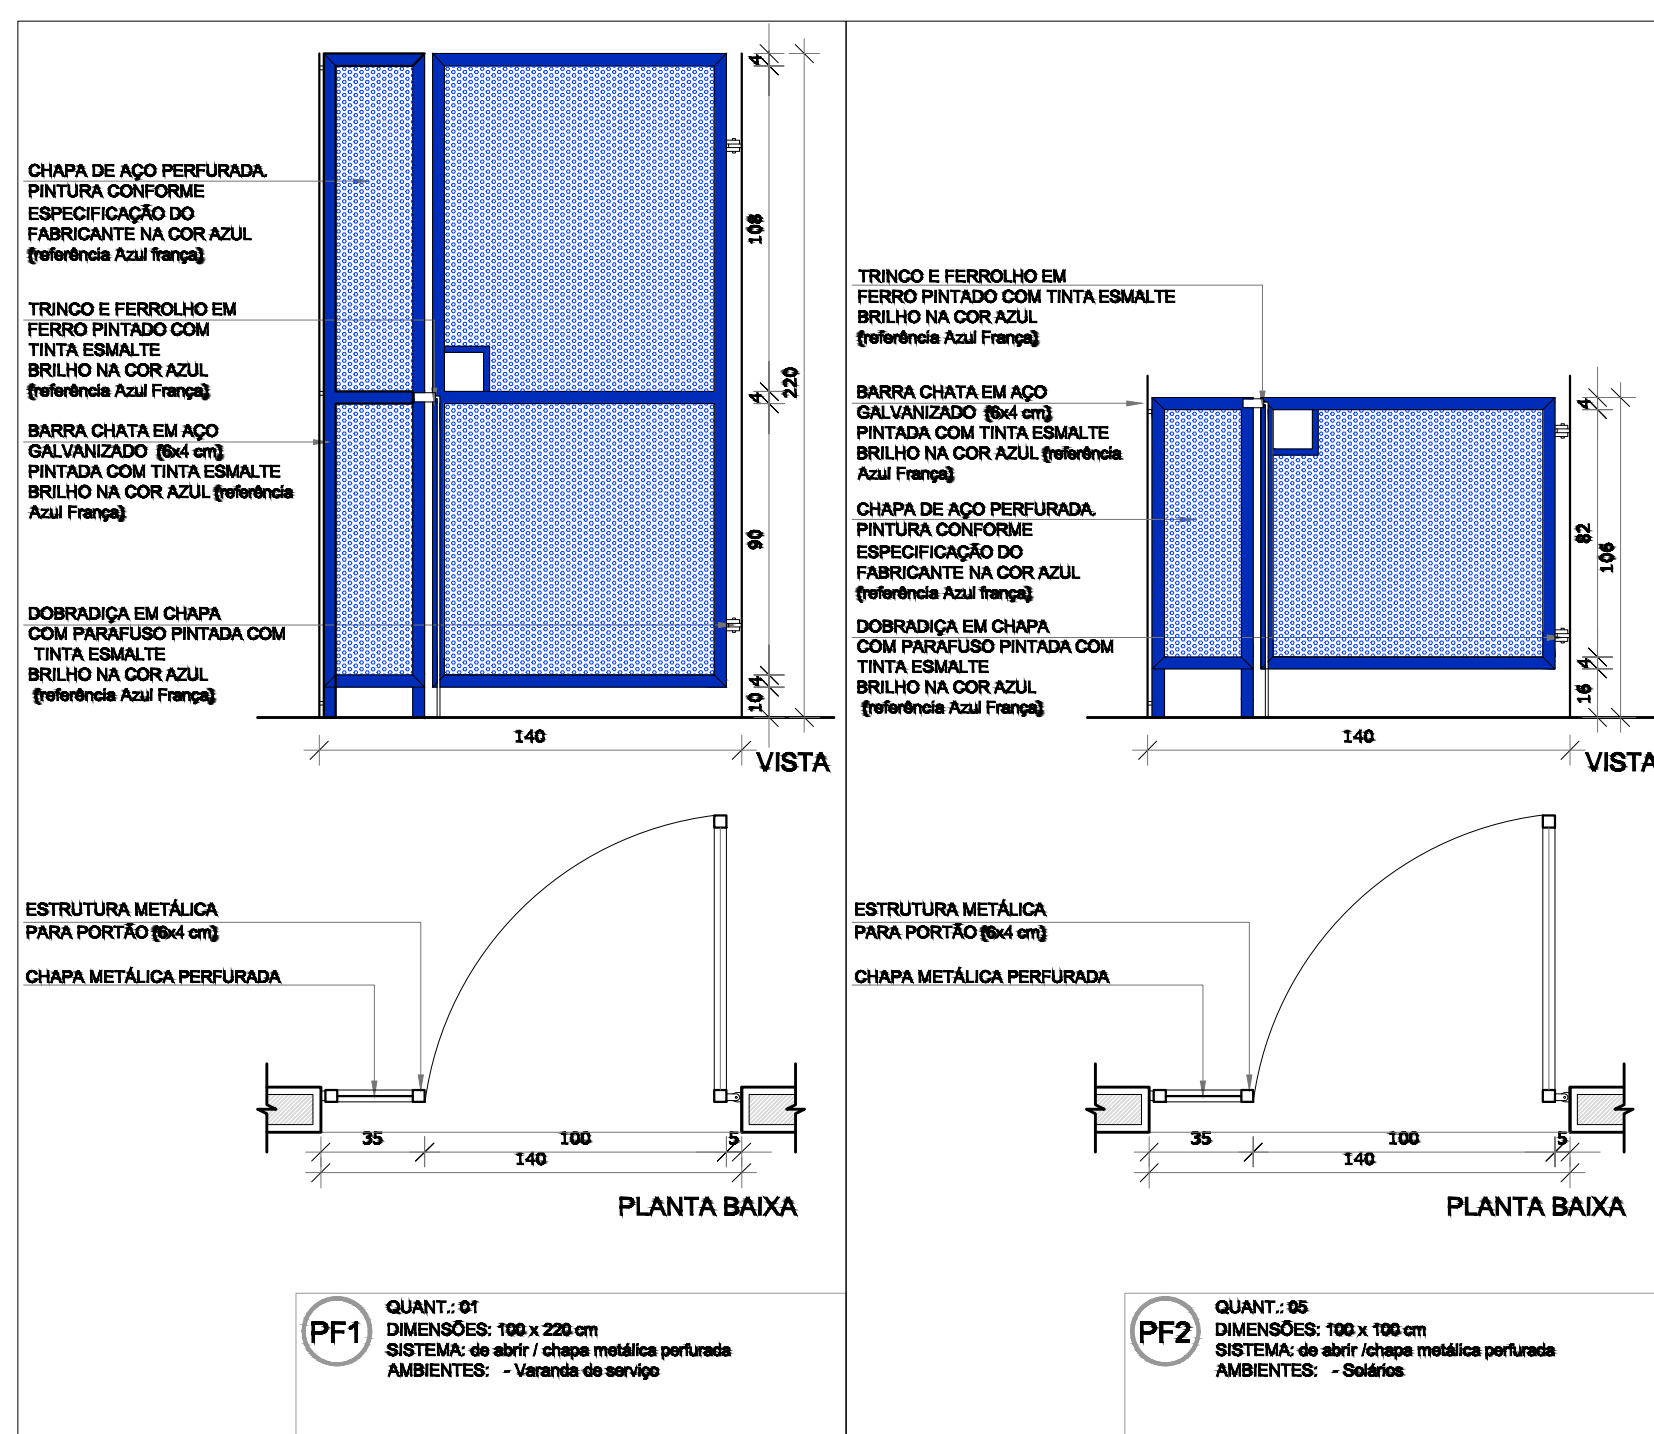 CHAPA DE AÇO PERFURADA.
PINTURA CONFORME
ESPECIFICAÇÃO DO
FABRICANTE NA COR AZUL
(referência Azul frança)
TRINCO E FERROLHO EM
FERRO PINTADO COM
TINTA ESMALTE
BRILHO NA COR AZUL
(referência Azul França)
BARRA CHATA EM AÇO
GALVANIZADO (6x4 cm)
PINTADA COM TINTA ESMALTE
BRILHO NA COR AZUL (referência
Azul França)
DOBRADIÇA EM CHAPA
COM PARAFUSO PINTADA COM
TINTA ESMALTE
BRILHO NA COR AZUL
(referência Azul França)
4
108
4
220
90
4
10
140
VISTA
ESTRUTURA METÁLICA
PARA PORTÃO (6x4 cm)
CHAPA METÁLICA PERFURADA
35
100
5
140
PLANTA BAIXA
PF1
QUANT.: 01
DIMENSÕES: 100 x 220 cm
SISTEMA: de abrir / chapa metálica perfurada
AMBIENTES: - Varanda de serviço
TRINCO E FERROLHO EM
FERRO PINTADO COM TINTA ESMALTE
BRILHO NA COR AZUL
(referência Azul França)
BARRA CHATA EM AÇO
GALVANIZADO (6x4 cm)
PINTADA COM TINTA ESMALTE
BRILHO NA COR AZUL (referência
Azul França)
CHAPA DE AÇO PERFURADA.
PINTURA CONFORME
ESPECIFICAÇÃO DO
FABRICANTE NA COR AZUL
(referência Azul frança)
DOBRADIÇA EM CHAPA
COM PARAFUSO PINTADA COM
TINTA ESMALTE
BRILHO NA COR AZUL
(referência Azul França)
4
82
106
4
16
140
VISTA
ESTRUTURA METÁLICA
PARA PORTÃO (6x4 cm)
CHAPA METÁLICA PERFURADA
35
100
5
140
PLANTA BAIXA
PF2
QUANT.: 05
DIMENSÕES: 100 x 100 cm
SISTEMA: de abrir /chapa metálica perfurada
AMBIENTES: - Solários